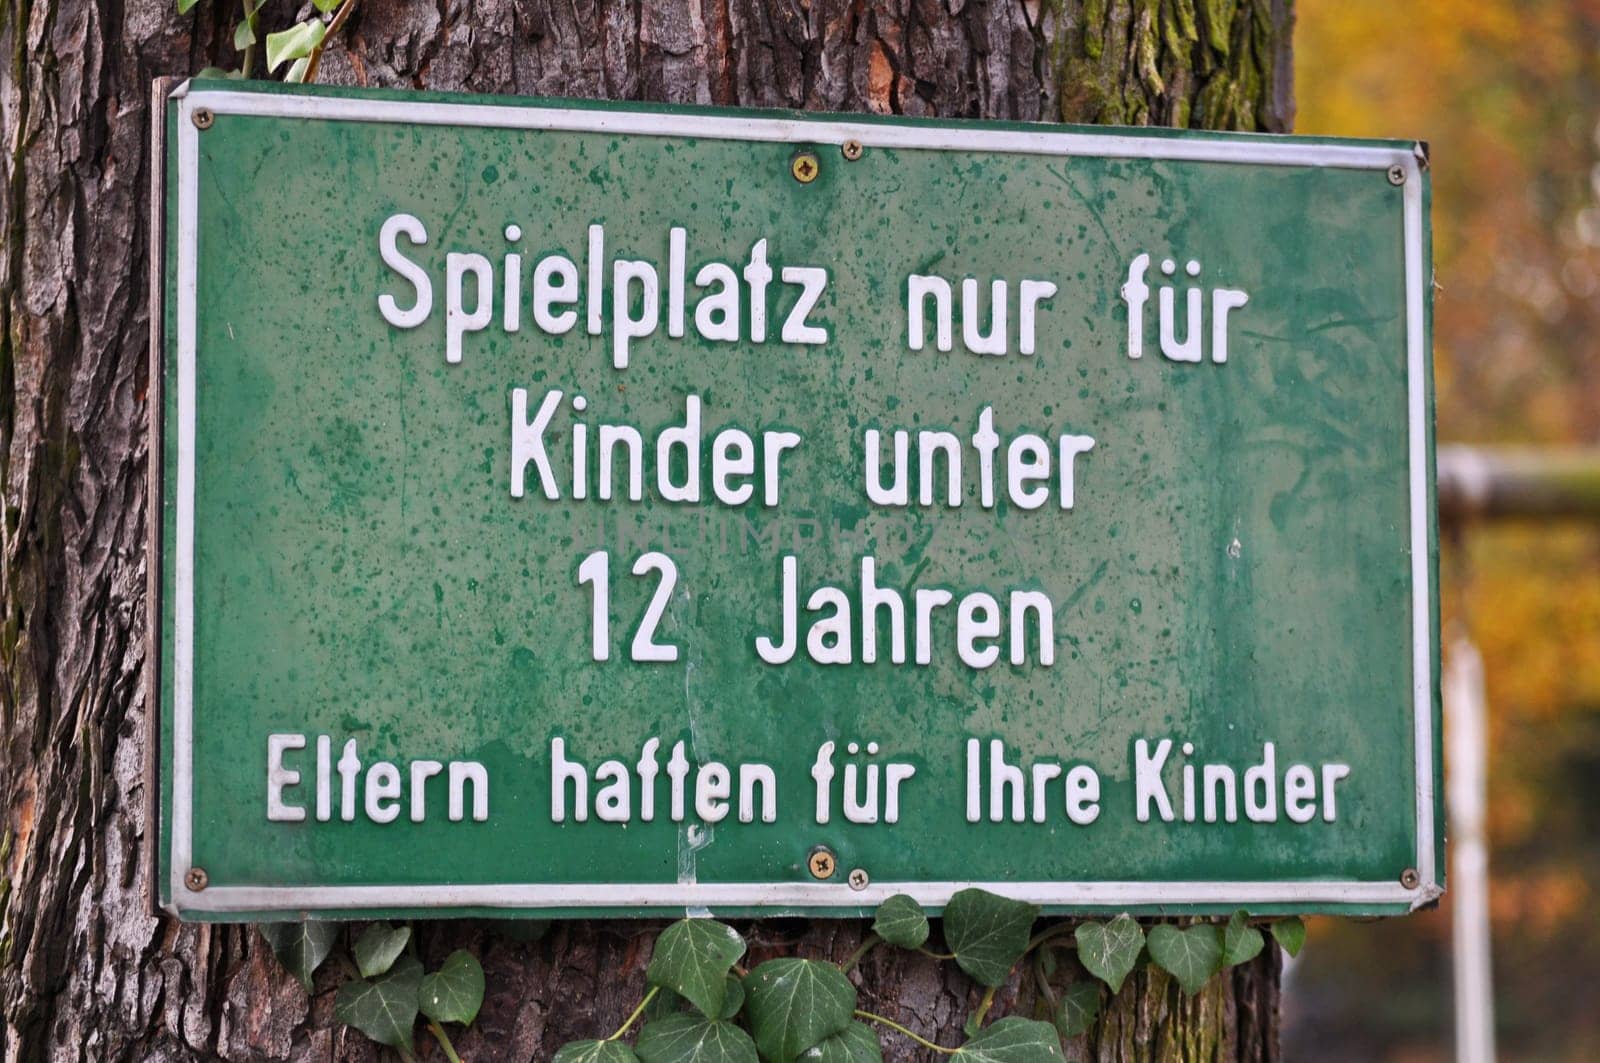 Spielplatz nur für
Kinder unter
12 Jahren
Eltern haften für Ihre Kinder